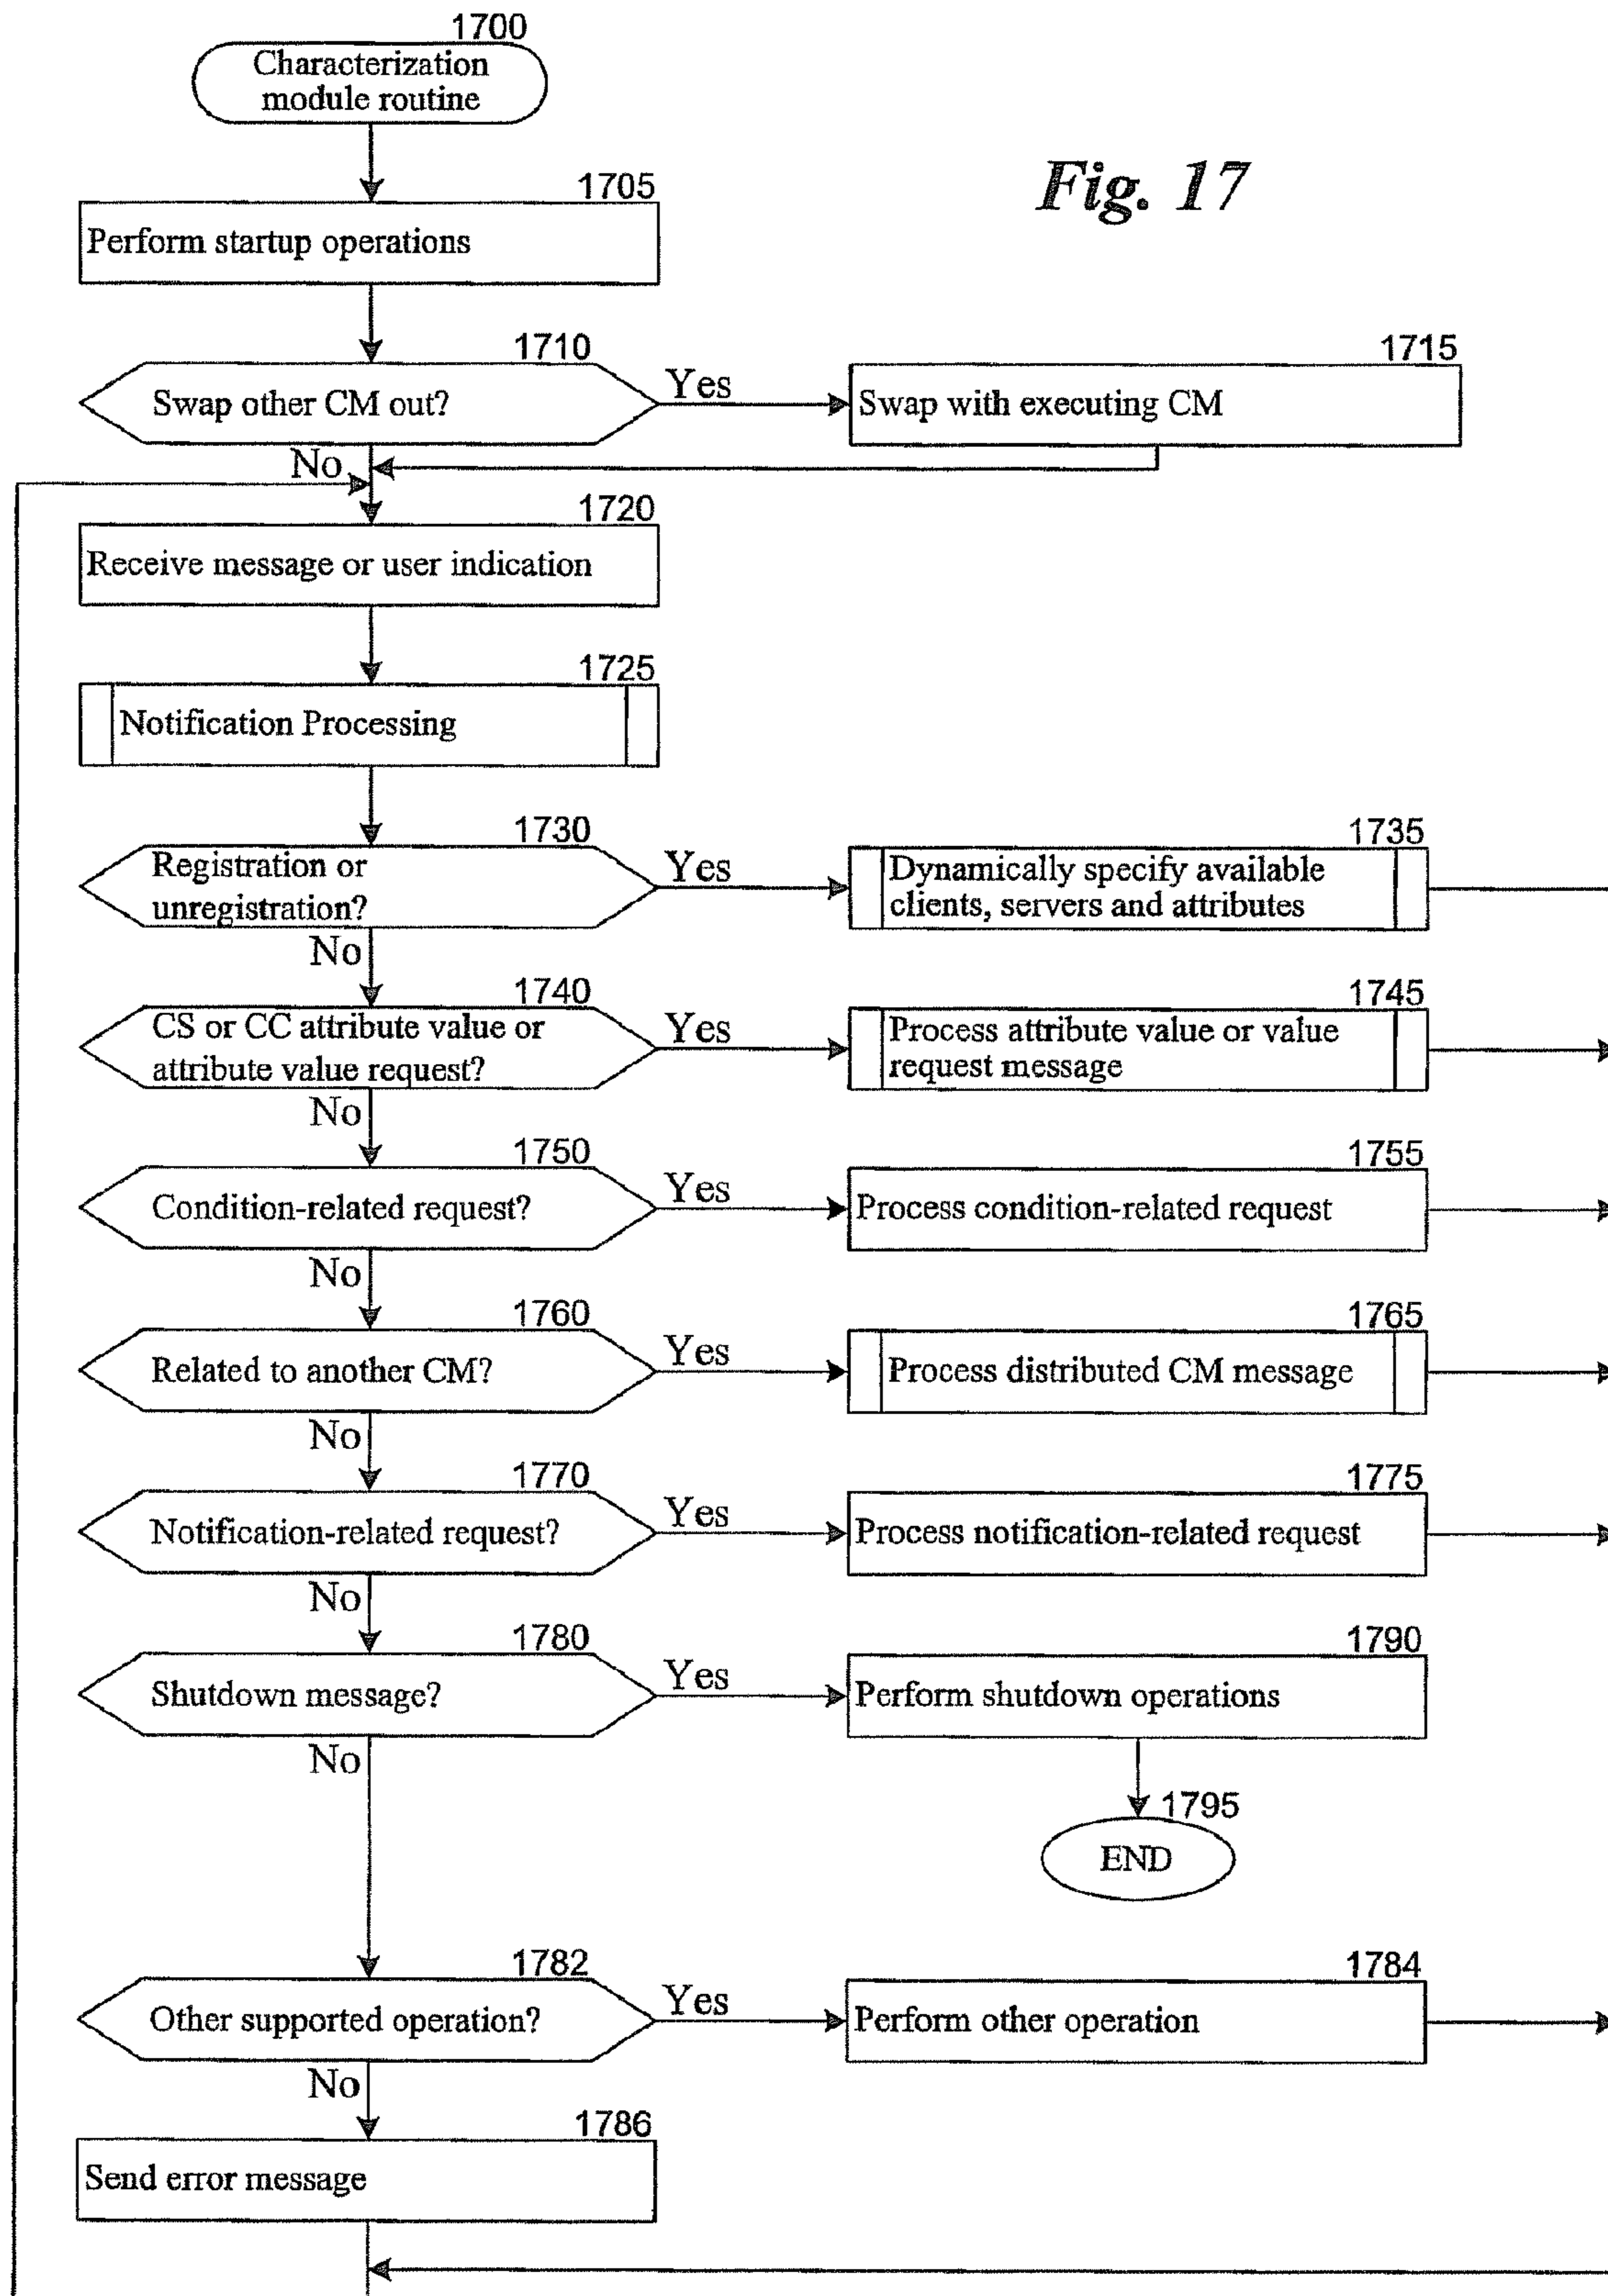 1700
Characterization
module routine
Fig. 17
1705
Perform startup operations
1710
Swap other CM out?
Yes
1715
Swap with executing CM
No
1720
Receive message or user indication
1725
Notification Processing
1730
Registration or
unregistration?
Yes
1735
Dynamically specify available
clients, servers and attributes
No
1740
CS or CC attribute value or
attribute value request?
Yes
1745
Process attribute value or value
request message
No
1750
Condition-related request?
Yes
1755
Process condition-related request
No
1760
Related to another CM?
Yes
1765
Process distributed CM message
No
1770
Notification-related request?
Yes
1775
Process notification-related request
No
1780
Shutdown message?
Yes
1790
Perform shutdown operations
No
1795
END
1782
Other supported operation?
Yes
1784
Perform other operation
No
1786
Send error message